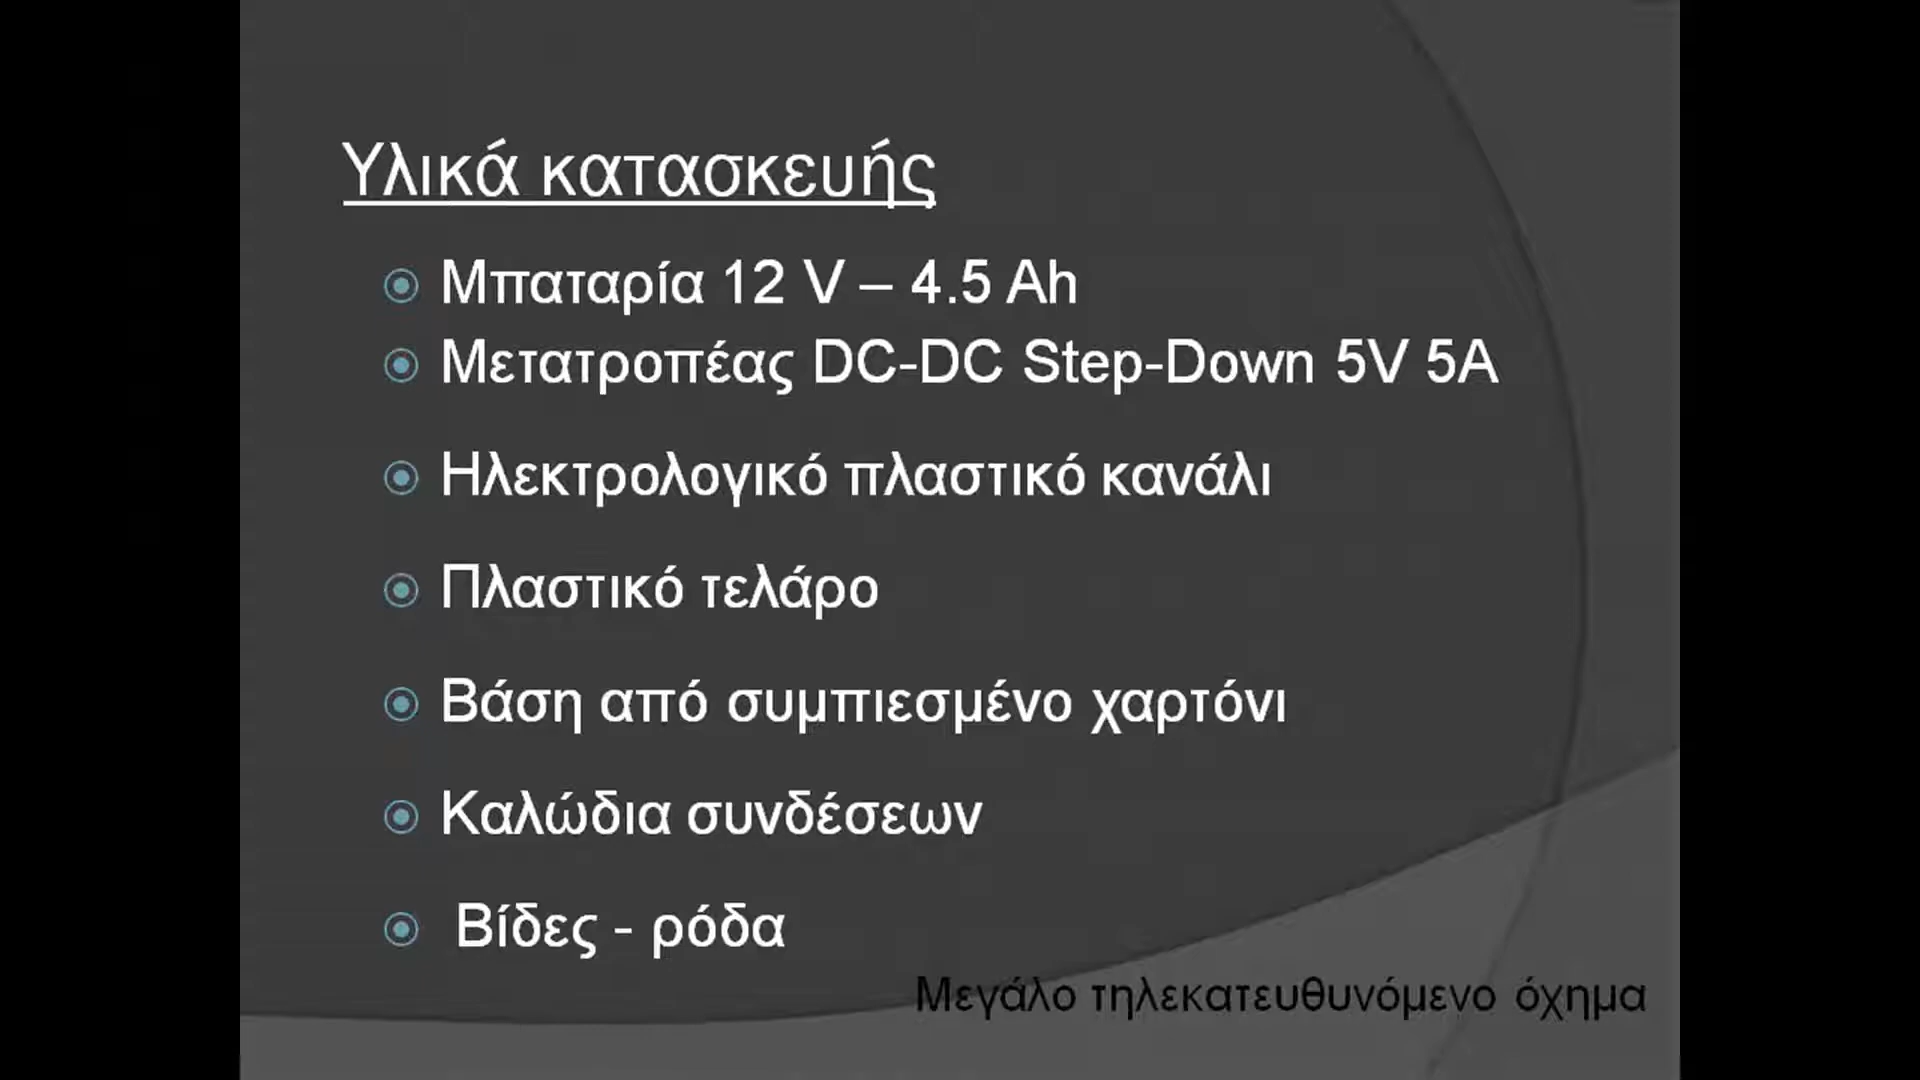 Υλικά κατασκευής
Μπαταρία 12 V – 4.5 Ah
Μετατροπέας DC-DC Step-Down 5V 5A
Ηλεκτρολογικό πλαστικό κανάλι
Πλαστικό τελάρο
Βάση από συμπιεσμένο χαρτόνι
Καλώδια συνδέσεων
Βίδες - ρόδα
Μεγάλο τηλεκατευθυνόμενο όχημα